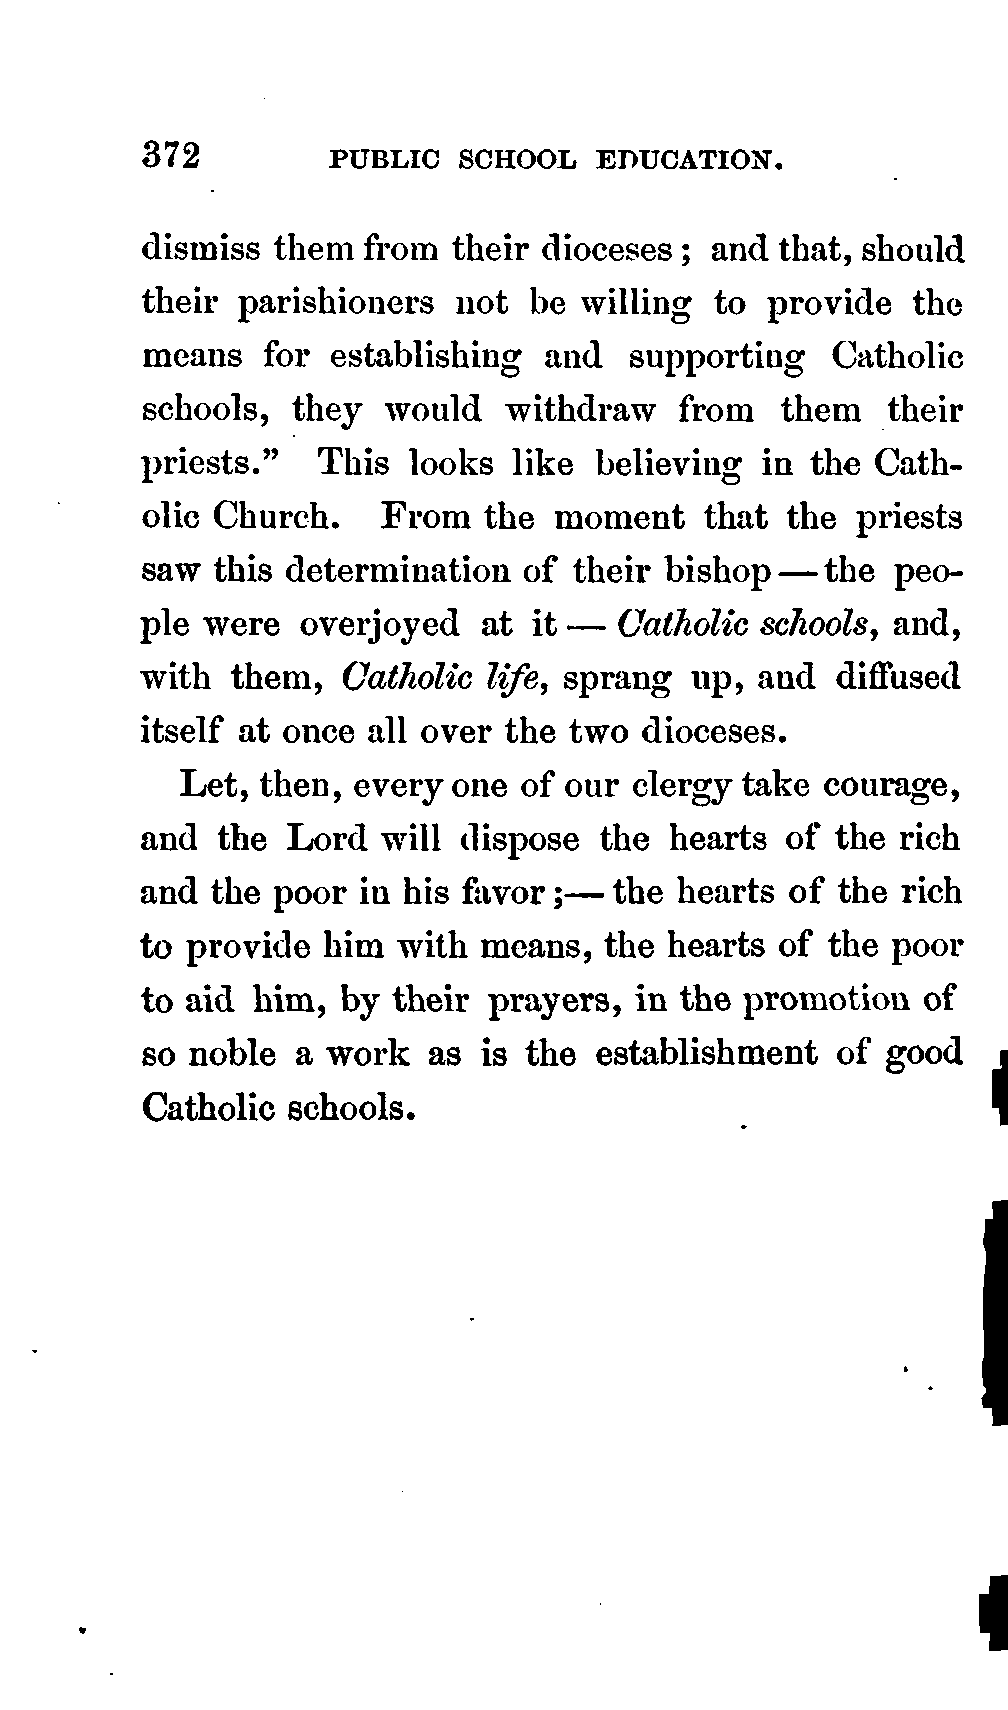 372 PUBLIC SCHOOL EDUCATION.
dismiss them from their dioceses; and that, should
their parishioners not be willing to provide the
means for establishing and supporting Catholic
schools, they would withdraw from them their
priests." This looks like believing in the Cath-
olic Church. From the moment that the priests
saw this determination of their bishop—the peo-
ple were overjoyed at it — Catholic schools, and,
with them, Catholic life, sprang up, and diffused
itself at once all over the two dioceses.
Let, then, every one of our clergy take courage,
and the Lord will dispose the hearts of the rich
and the poor in his favor;— the hearts of the rich
to provide him with means, the hearts of the poor
to aid him, by their prayers, in the promotion of
so noble a work as is the establishment of good
Catholic schools.